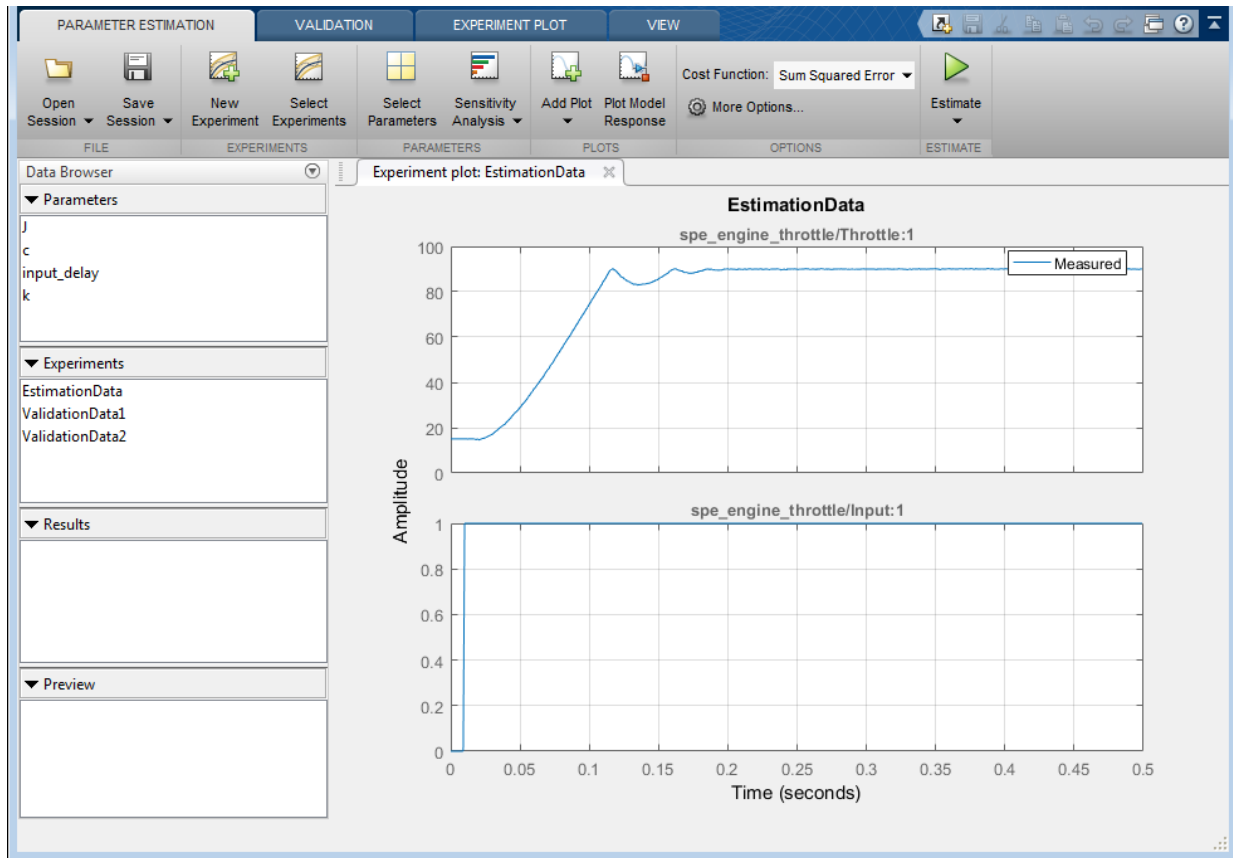 PARAMETER ESTIMATION VALIDATION EXPERIMENT PLOT VIEW
Open Session Save Session New Experiment Select Experiments Select Parameters Sensitivity Analysis Add Plot Plot Model Response Cost Function: Sum Squared Error More Options... Estimate
FILE EXPERIMENTS PARAMETERS PLOTS OPTIONS ESTIMATE
Data Browser
Parameters
J
c
input_delay
k
Experiments
EstimationData
ValidationData1
ValidationData2
Results
Preview
Experiment plot: EstimationData
EstimationData
spe_engine_throttle/Throttle:1
100
80
60
40
20
0
Measured
Amplitude
spe_engine_throttle/Input:1
1
0.8
0.6
0.4
0.2
0
0 0.05 0.1 0.15 0.2 0.25 0.3 0.35 0.4 0.45 0.5
Time (seconds)